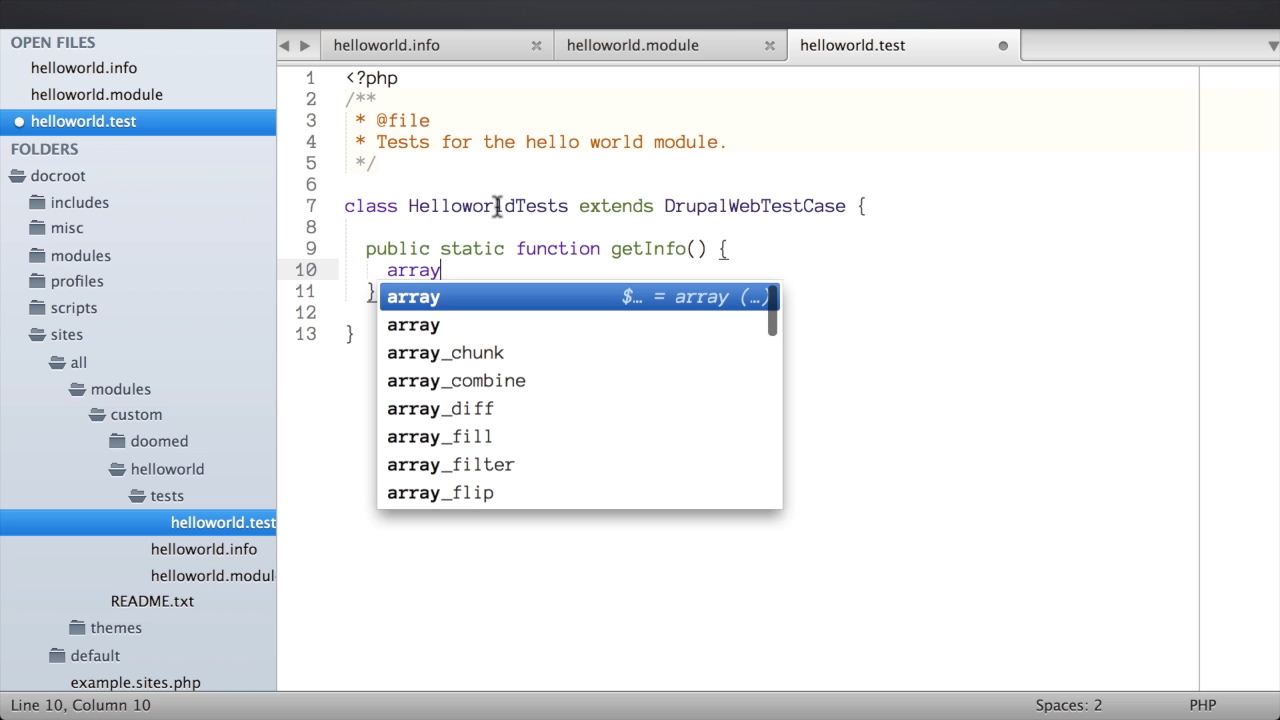 OPEN FILES
helloworld.info
helloworld.module
helloworld.test
FOLDERS
docroot
includes
misc
modules
profiles
scripts
sites
all
modules
custom
doomed
helloworld
tests
helloworld.test
helloworld.info
helloworld.modul
README.txt
themes
default
example.sites.php
helloworld.info
helloworld.module
helloworld.test
1 <?php
2 /**
3 * @file
4 * Tests for the hello world module.
5 */
6
7 class HelloworldTests extends DrupalWebTestCase {
8
9 public static function getInfo() {
10 array
11 }
12
13 }
array $… = array (…)
array
array_chunk
array_combine
array_diff
array_fill
array_filter
array_flip
Line 10, Column 10
Spaces: 2
PHP